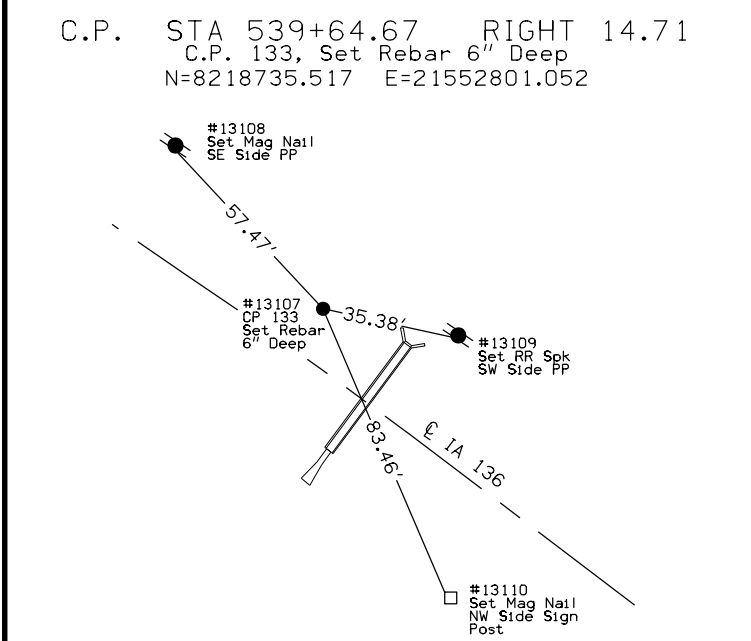 C.P. STA 539+64.67 RIGHT 14.71
C.P. 133, Set Rebar 6" Deep
N=8218735.517 E=21552801.052
#13108
Set Mag Nail
SE Side PP
57.47'
#13107
CP 133
Set Rebar
6" Deep
35.38'
#13109
Set RR Spk
SW Side PP
℄ IA 136
83.46'
#13110
Set Mag Nail
NW Side Sign
Post